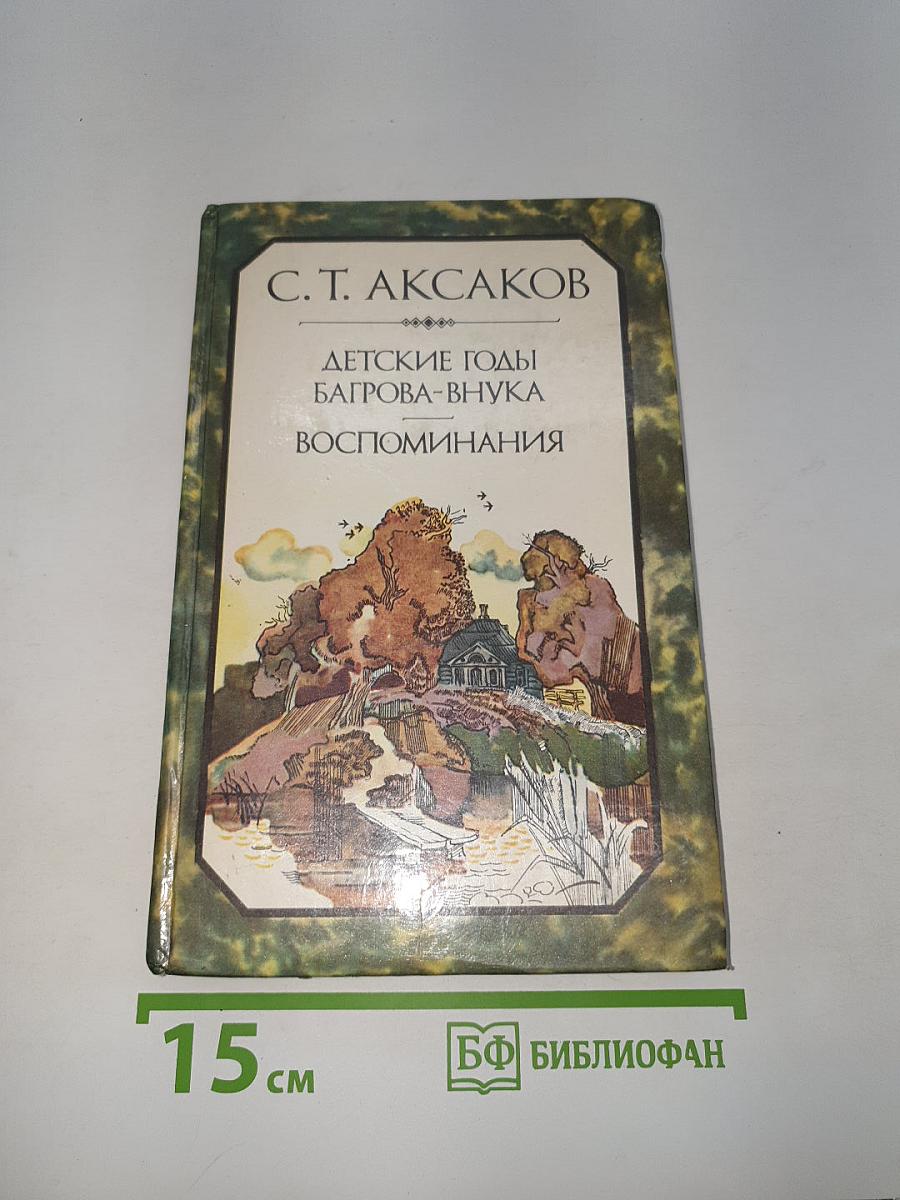 С. Т. АКСАКОВ
ДЕТСКИЕ ГОДЫ
БАГРОВА-ВНУКА
ВОСПОМИНАНИЯ
15 см
БФ БИБЛИОФАН